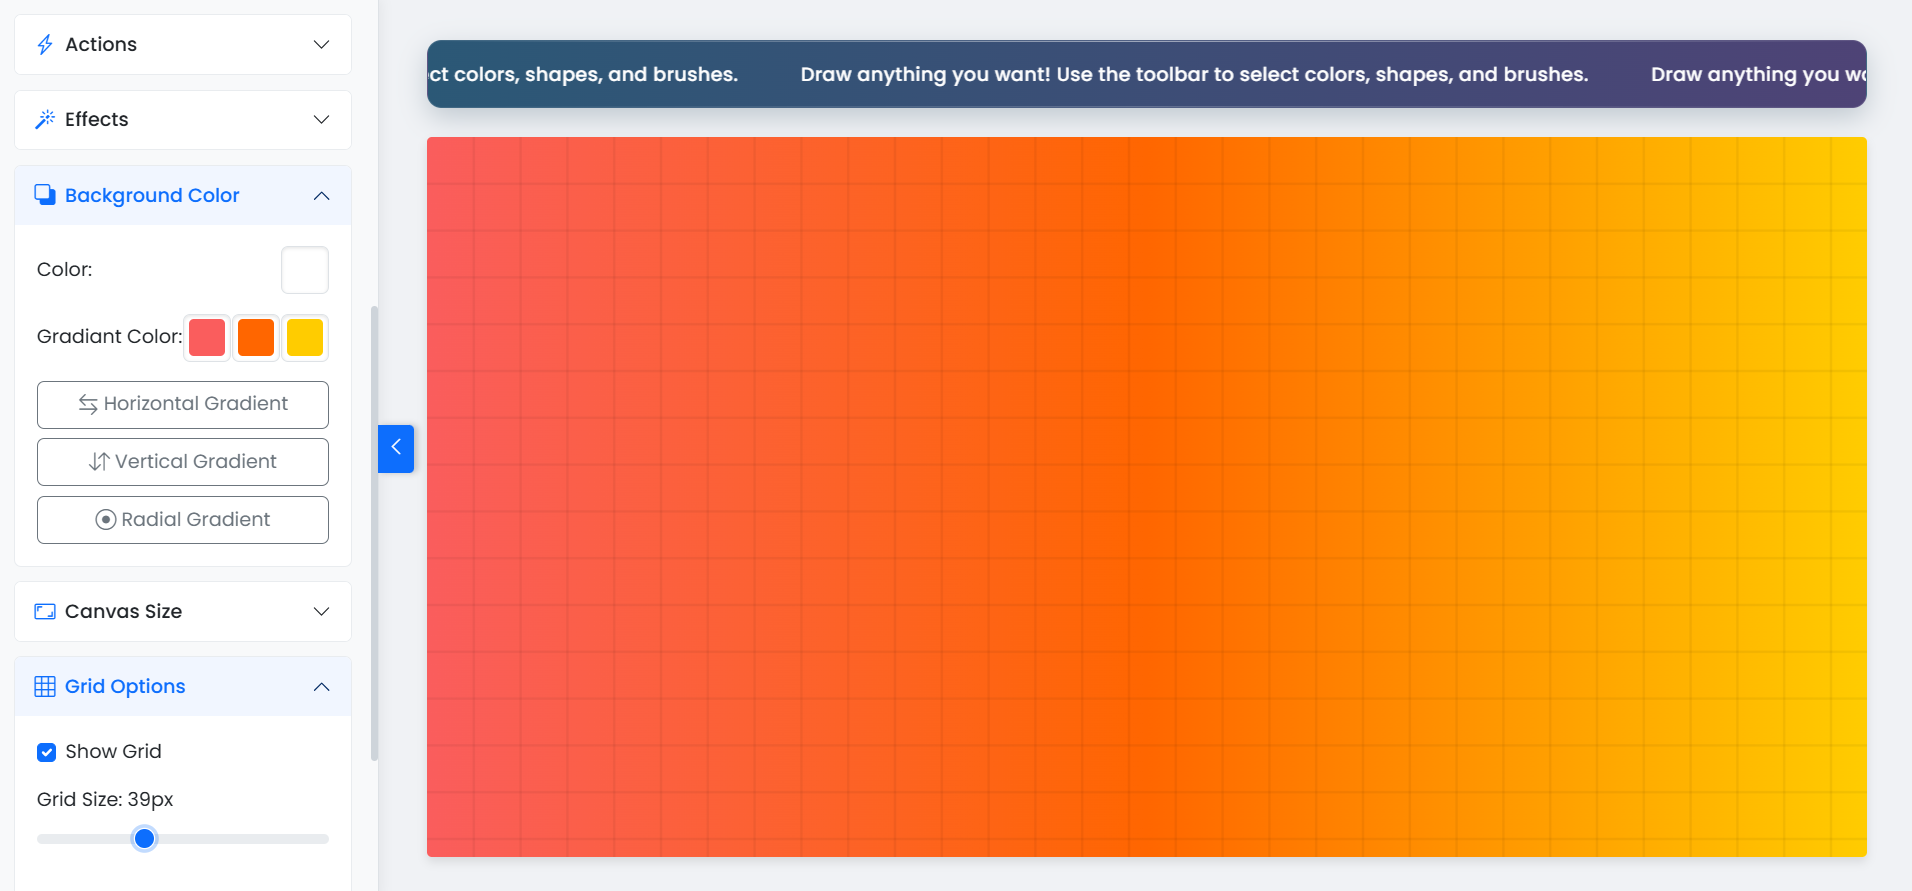 Actions
Effects
Background Color
Color:
Gradiant Color:
Horizontal Gradient
Vertical Gradient
Radial Gradient
Canvas Size
Grid Options
Show Grid
Grid Size: 39px
colors, shapes, and brushes. Draw anything you want! Use the toolbar to select colors, shapes, and brushes. Draw anything you